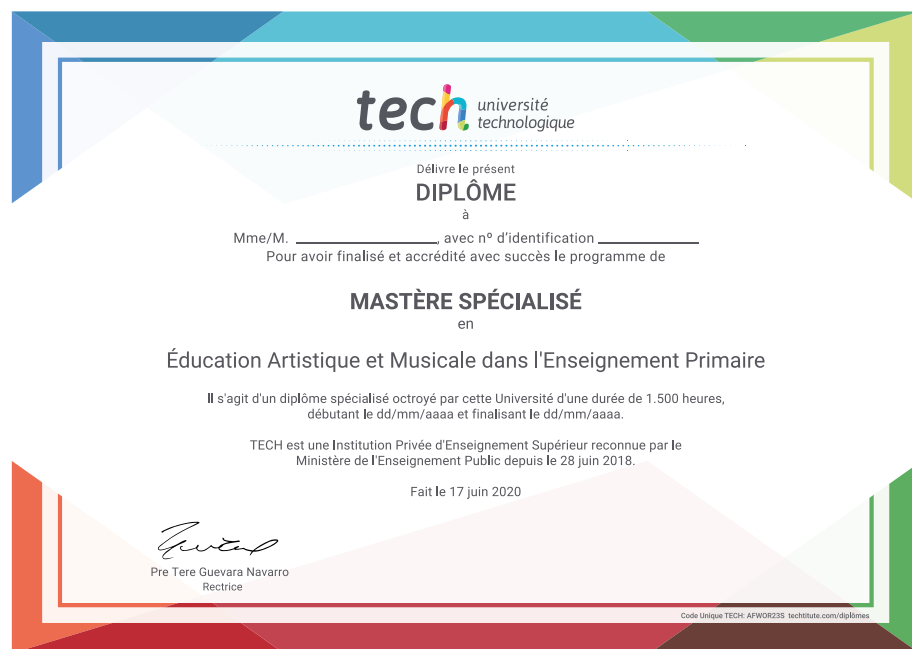 tech université
technologique
Délivre le présent
DIPLÔME
à
Mme/M. ____________________, avec nº d'identification ______________
Pour avoir finalisé et accrédité avec succès le programme de
MASTÈRE SPÉCIALISÉ
en
Éducation Artistique et Musicale dans l'Enseignement Primaire
Il s'agit d'un diplôme spécialisé octroyé par cette Université d'une durée de 1.500 heures,
débutant le dd/mm/aaaa et finalisant le dd/mm/aaaa.
TECH est une Institution Privée d'Enseignement Supérieur reconnue par le
Ministère de l'Enseignement Public depuis le 28 juin 2018.
Fait le 17 juin 2020
Pre Tere Guevara Navarro
Rectrice
Code Unique TECH: AFWOR23S techtitute.com/diplômes